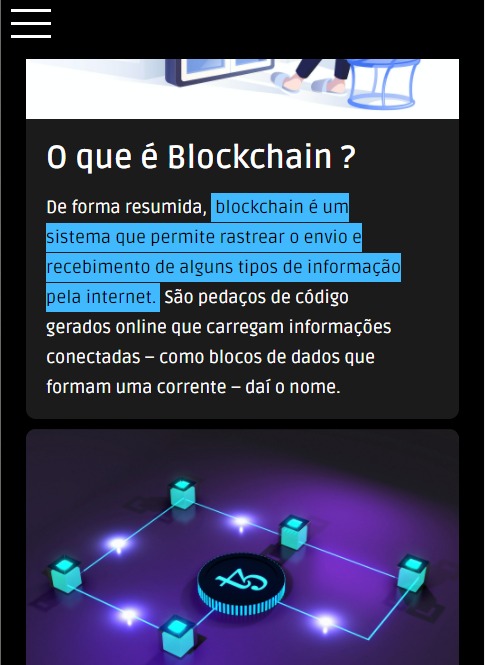 O que é Blockchain ?
De forma resumida, blockchain é um
sistema que permite rastrear o envio e
recebimento de alguns tipos de informação
pela internet. São pedaços de código
gerados online que carregam informações
conectadas – como blocos de dados que
formam uma corrente – daí o nome.